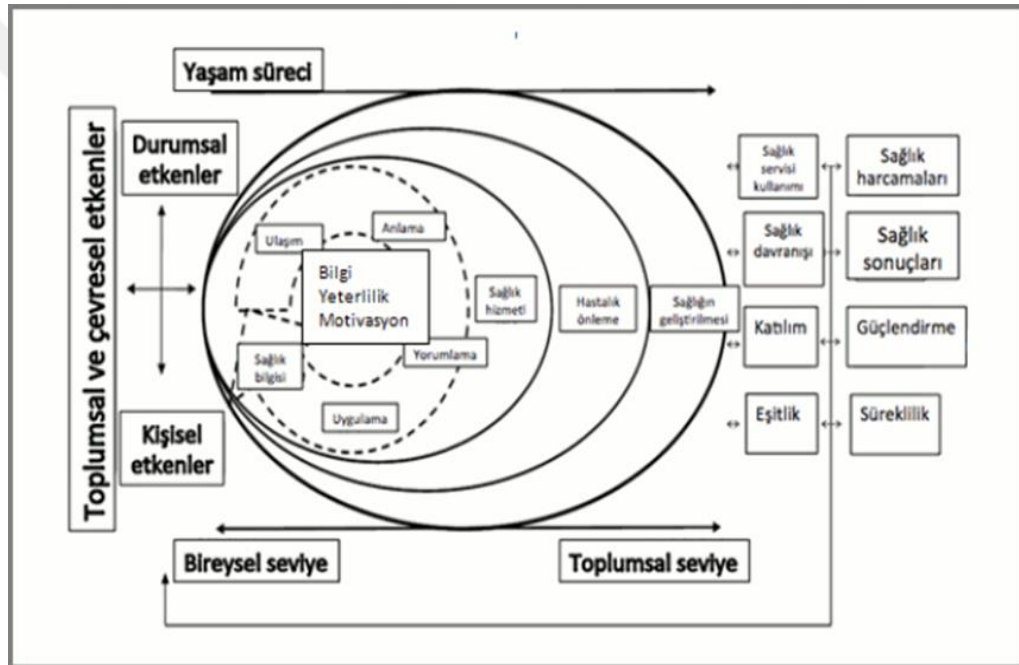 Yaşam süreci
Toplumsal ve çevresel etkenler
Durumsal
etkenler
Kişisel
etkenler
Ulaşım
Anlama
Bilgi
Yeterlilik
Motivasyon
Sağlık
bilgisi
Yorumlama
Uygulama
Sağlık
hizmeti
Hastalık
önleme
Sağlığın
geliştirilmesi
Sağlık
servisi
kullanımı
Sağlık
harcamaları
Sağlık
davranışı
Sağlık
sonuçları
Katılım
Güçlendirme
Eşitlik
Süreklilik
Bireysel seviye
Toplumsal seviye